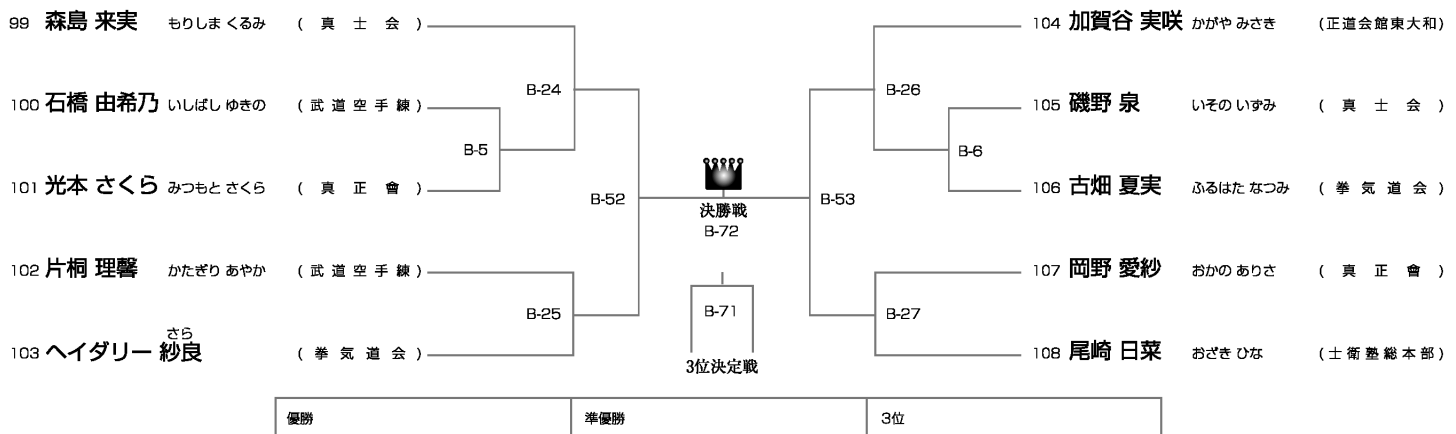 99 森島 来実 もりしま くるみ (真士会)
100 石橋 由希乃 いしばし ゆきの (武道空手練)
101 光本 さくら みつもと さくら (真正會)
102 片桐 理馨 かたぎり あやか (武道空手練)
さら
103 ヘイダリー 紗良 (拳気道会)
B-24
B-5
B-52
B-25
決勝戦
B-72
B-71
3位決定戦
B-26
B-6
B-53
B-27
104 加賀谷 実咲 かがや みさき (正道会館東大和)
105 磯野 泉 いその いずみ (真士会)
106 古畑 夏実 ふるはた なつみ (拳気道会)
107 岡野 愛紗 おかの ありさ (真正會)
108 尾崎 日菜 おざき ひな (士衛塾総本部)
優勝 準優勝 3位